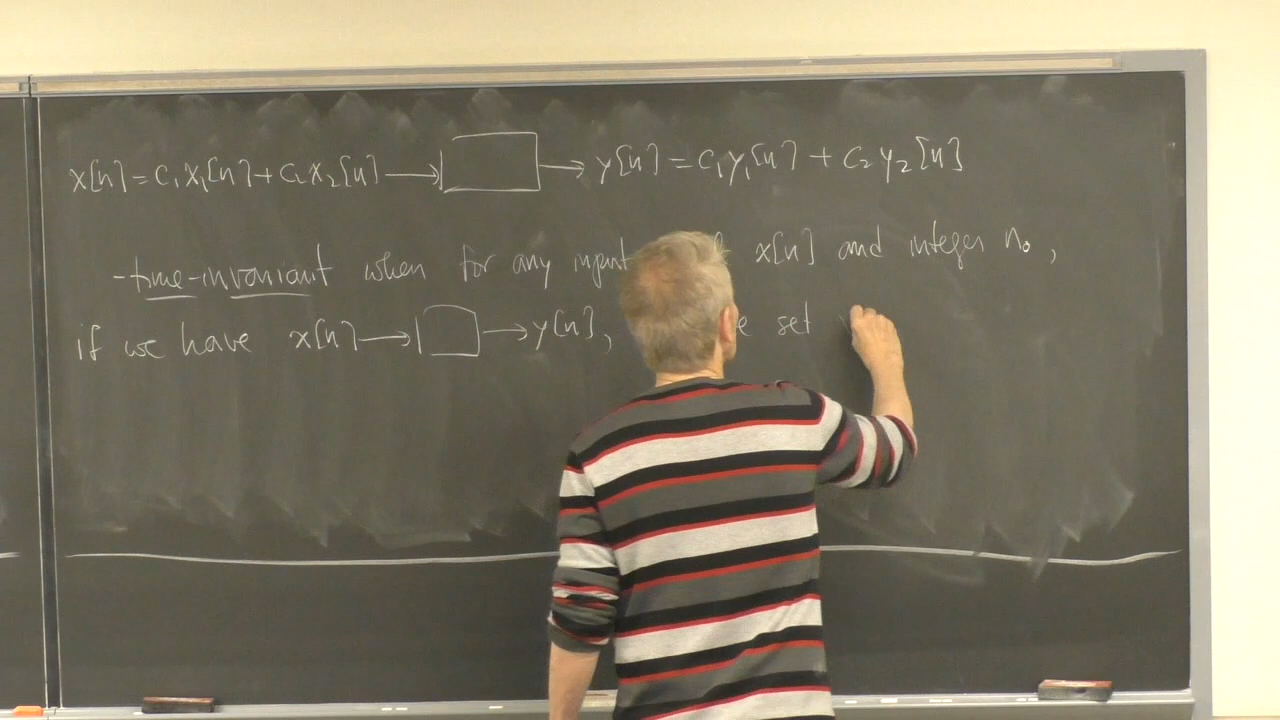 x[n]=c₁x₁[n]+c₂x₂[n] → → y[n]=c₁y₁[n]+c₂y₂[n]
-time-invariant when for any input x[n] and integer n₀,
if we have x[n] → → y[n], set